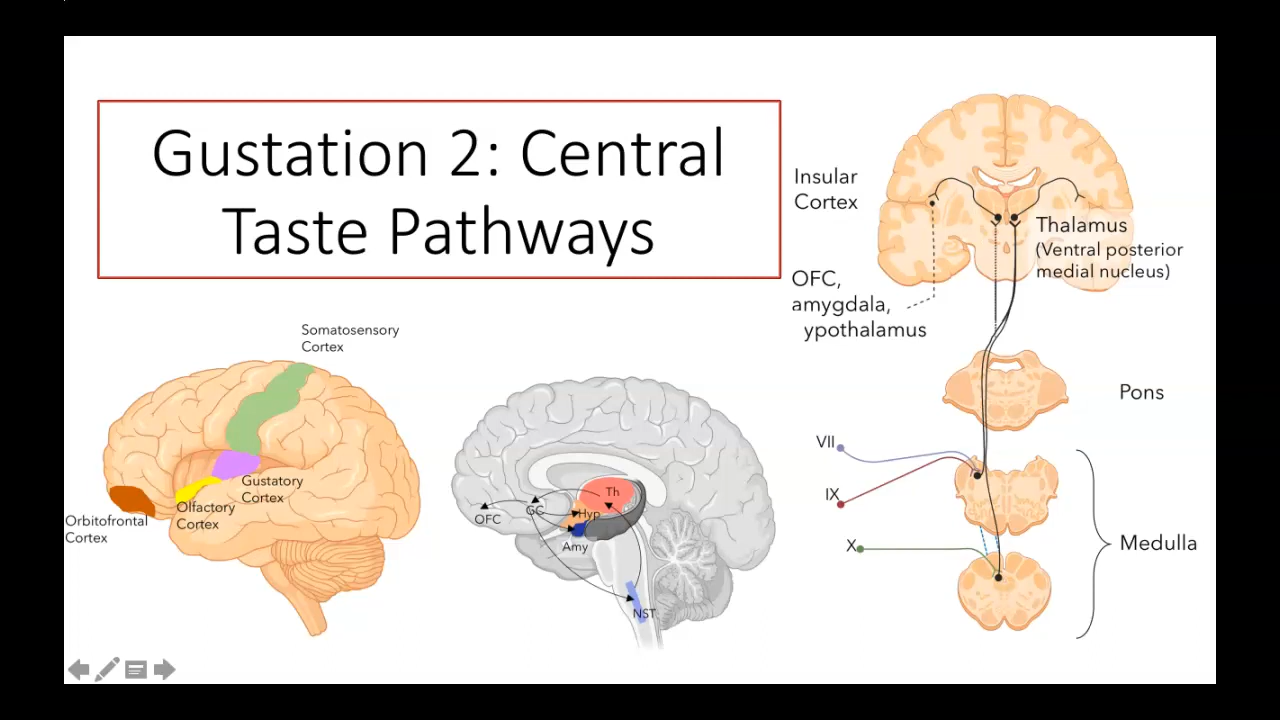 Gustation 2: Central
Taste Pathways
Insular
Cortex
Thalamus
(Ventral posterior
medial nucleus)
OFC,
amygdala,
ypothalamus
Pons
VII
IX
X
Medulla
Somatosensory
Cortex
Gustatory
Cortex
Olfactory
Cortex
Orbitofrontal
Cortex
Th
GC
Hyp
OFC
Amy
NST